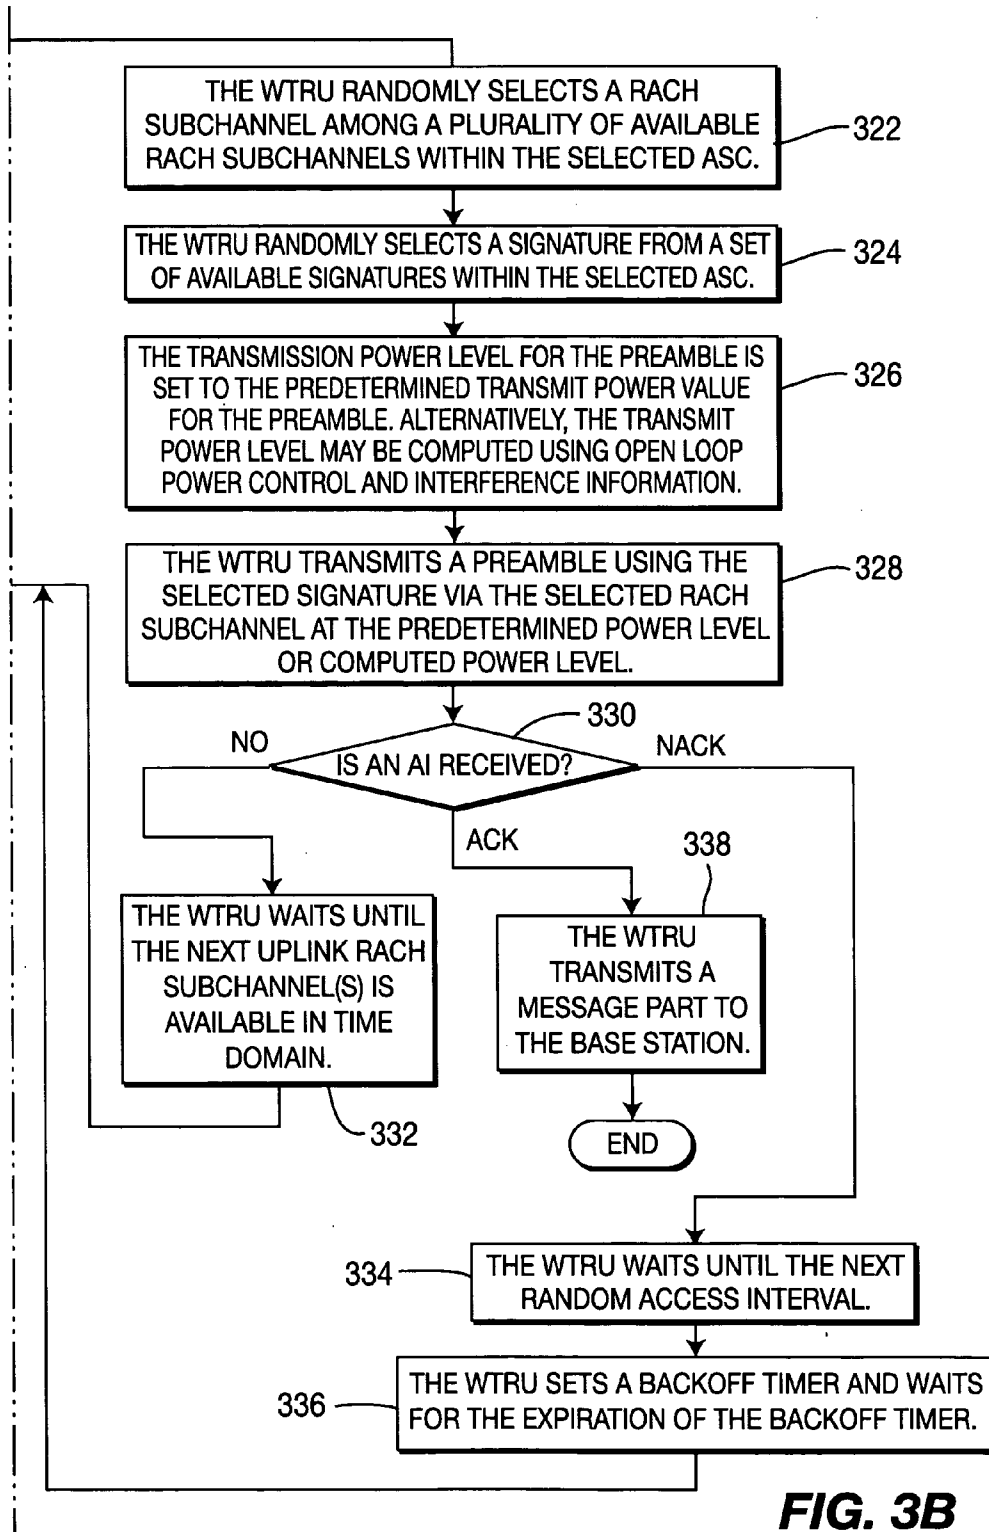 THE WTRU RANDOMLY SELECTS A RACH
SUBCHANNEL AMONG A PLURALITY OF AVAILABLE
RACH SUBCHANNELS WITHIN THE SELECTED ASC.
322
THE WTRU RANDOMLY SELECTS A SIGNATURE FROM A SET
OF AVAILABLE SIGNATURES WITHIN THE SELECTED ASC.
324
THE TRANSMISSION POWER LEVEL FOR THE PREAMBLE IS
SET TO THE PREDETERMINED TRANSMIT POWER VALUE
FOR THE PREAMBLE. ALTERNATIVELY, THE TRANSMIT
POWER LEVEL MAY BE COMPUTED USING OPEN LOOP
POWER CONTROL AND INTERFERENCE INFORMATION.
326
THE WTRU TRANSMITS A PREAMBLE USING THE
SELECTED SIGNATURE VIA THE SELECTED RACH
SUBCHANNEL AT THE PREDETERMINED POWER LEVEL
OR COMPUTED POWER LEVEL.
328
330
NO
IS AN AI RECEIVED?
NACK
ACK
338
THE WTRU WAITS UNTIL
THE NEXT UPLINK RACH
SUBCHANNEL(S) IS
AVAILABLE IN TIME
DOMAIN.
332
THE WTRU
TRANSMITS A
MESSAGE PART TO
THE BASE STATION.
END
334
THE WTRU WAITS UNTIL THE NEXT
RANDOM ACCESS INTERVAL.
336
THE WTRU SETS A BACKOFF TIMER AND WAITS
FOR THE EXPIRATION OF THE BACKOFF TIMER.
FIG. 3B